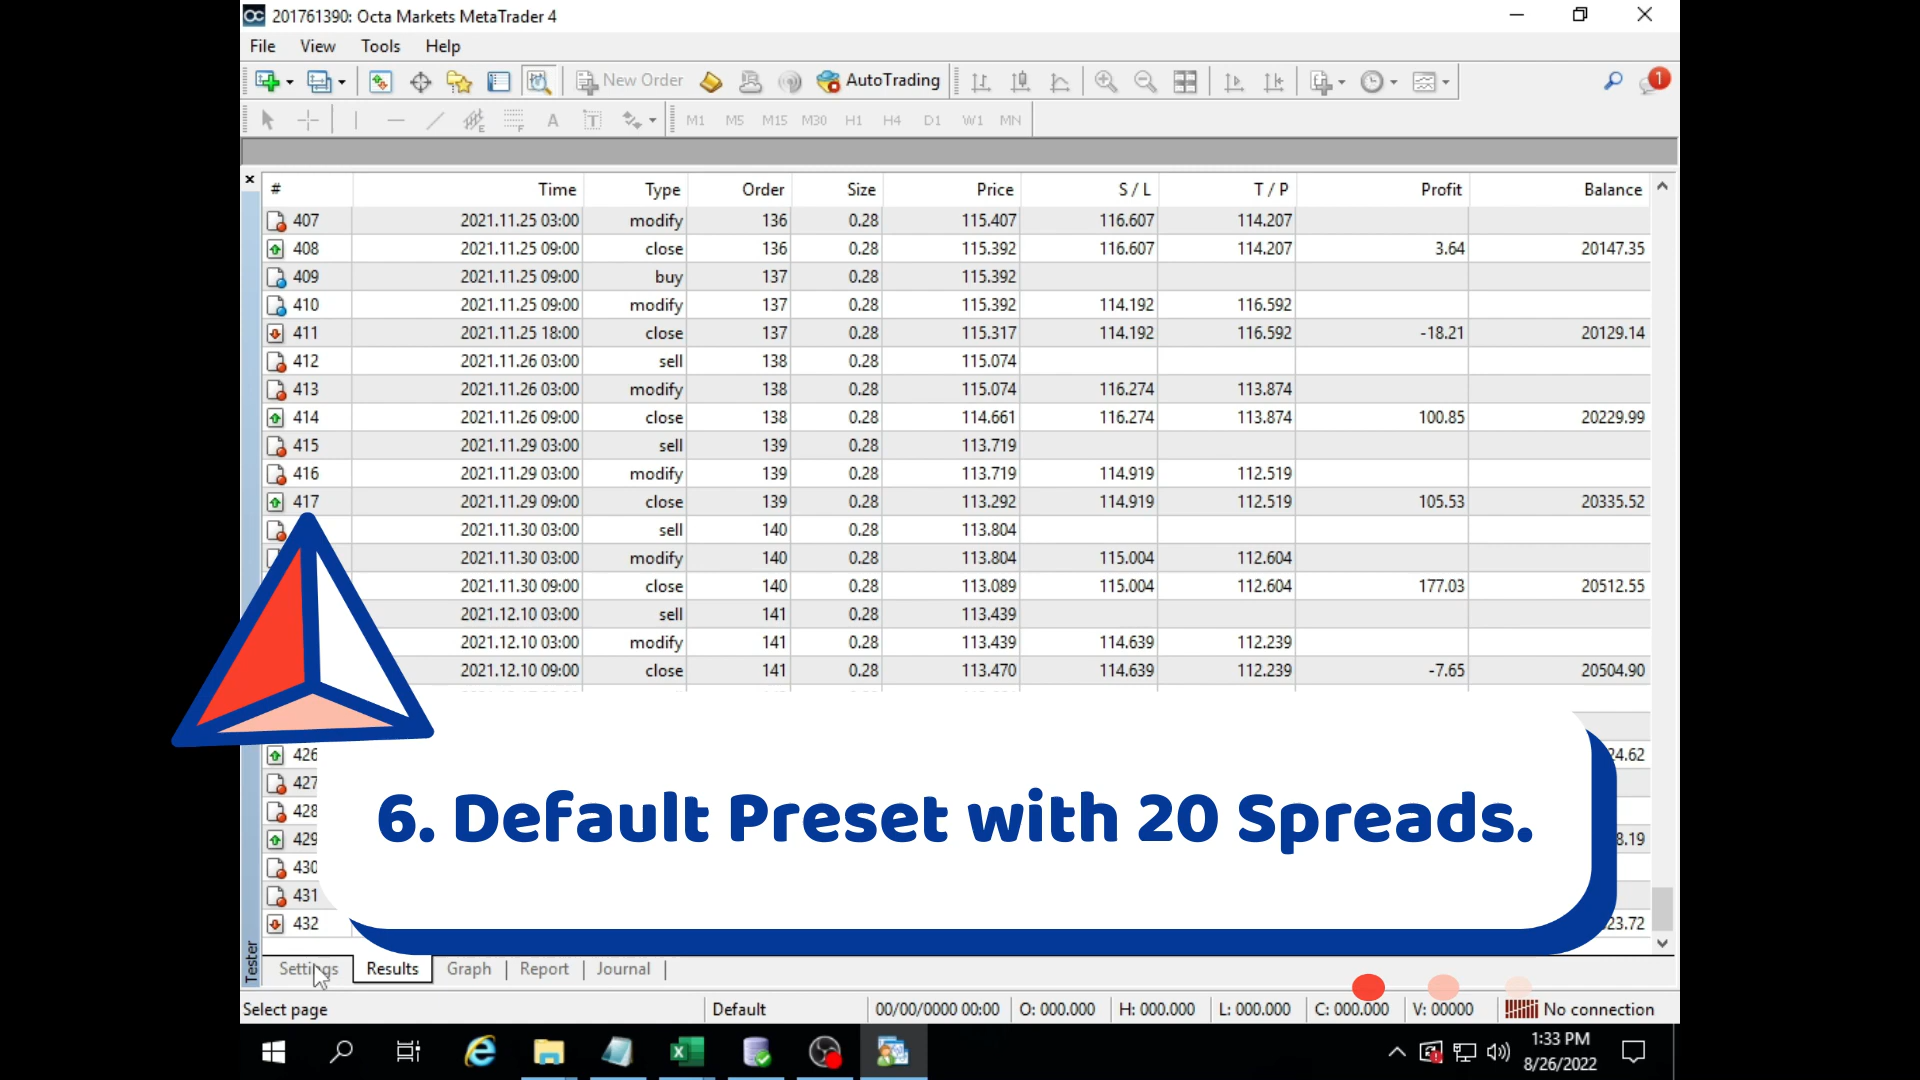 201761390: Octa Markets MetaTrader 4
File View Tools Help
New Order AutoTrading 1
M1 M5 M15 M30 H1 H4 D1 W1 MN
# Time Type Order Size Price S / L T / P Profit Balance
407 2021.11.25 03:00 modify 136 0.28 115.407 116.607 114.207
408 2021.11.25 09:00 close 136 0.28 115.392 116.607 114.207 3.64 20147.35
409 2021.11.25 09:00 buy 137 0.28 115.392
410 2021.11.25 09:00 modify 137 0.28 115.392 114.192 116.592
411 2021.11.25 18:00 close 137 0.28 115.317 114.192 116.592 -18.21 20129.14
412 2021.11.26 03:00 sell 138 0.28 115.074
413 2021.11.26 03:00 modify 138 0.28 115.074 116.274 113.874
414 2021.11.26 09:00 close 138 0.28 114.661 116.274 113.874 100.85 20229.99
415 2021.11.29 03:00 sell 139 0.28 113.719
416 2021.11.29 03:00 modify 139 0.28 113.719 114.919 112.519
417 2021.11.29 09:00 close 139 0.28 113.292 114.919 112.519 105.53 20335.52
2021.11.30 03:00 sell 140 0.28 113.804
2021.11.30 03:00 modify 140 0.28 113.804 115.004 112.604
2021.11.30 09:00 close 140 0.28 113.089 115.004 112.604 177.03 20512.55
2021.12.10 03:00 sell 141 0.28 113.439
2021.12.10 03:00 modify 141 0.28 113.439 114.639 112.239
2021.12.10 09:00 close 141 0.28 113.470 114.639 112.239 -7.65 20504.90
426 24.62
427
428
6. Default Preset with 20 Spreads.
429 8.19
430
431
432 23.72
Tester
Settings Results Graph Report Journal
Select page Default 00/00/0000 00:00 O: 000.000 H: 000.000 L: 000.000 C: 000.000 V: 00000 No connection
1:33 PM
8/26/2022